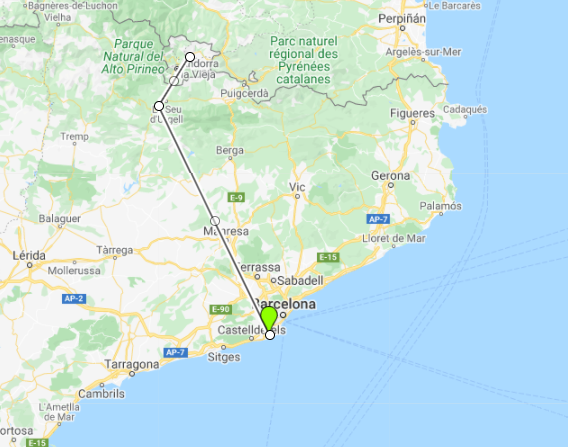 Bagnères-de-Luchon
Le Barcarès
Vielha
Perpiñán
Parque
Natural del
Alto Pirineo
Andorra
la Vieja
Parc naturel
régional des
Pyrénées
catalanes
Argelès-sur-Mer
Puigcerdà
Cadaqués
Seu
d'Urgell
Figueres
Tremp
Berga
Gerona
Vic
E-9
Palamós
Balaguer
AP-7
Manresa
Lloret de Mar
Lérida
Tàrrega
E-15
Mollerussa
Terrassa
Sabadell
AP-2
E-90
Barcelona
Castelldefels
AP-7
Sitges
Tarragona
Cambrils
L'Ametlla
de Mar
Tortosa
E-15